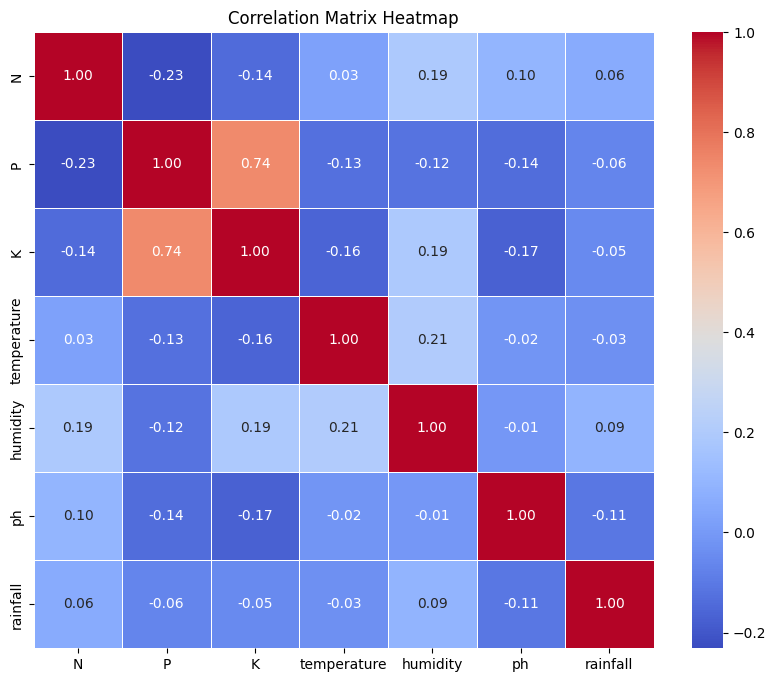 Correlation Matrix Heatmap
N 1.00 -0.23 -0.14 0.03 0.19 0.10 0.06
P -0.23 1.00 0.74 -0.13 -0.12 -0.14 -0.06
K -0.14 0.74 1.00 -0.16 0.19 -0.17 -0.05
temperature 0.03 -0.13 -0.16 1.00 0.21 -0.02 -0.03
humidity 0.19 -0.12 0.19 0.21 1.00 -0.01 0.09
ph 0.10 -0.14 -0.17 -0.02 -0.01 1.00 -0.11
rainfall 0.06 -0.06 -0.05 -0.03 0.09 -0.11 1.00
N P K temperature humidity ph rainfall
1.0
0.8
0.6
0.4
0.2
0.0
−0.2